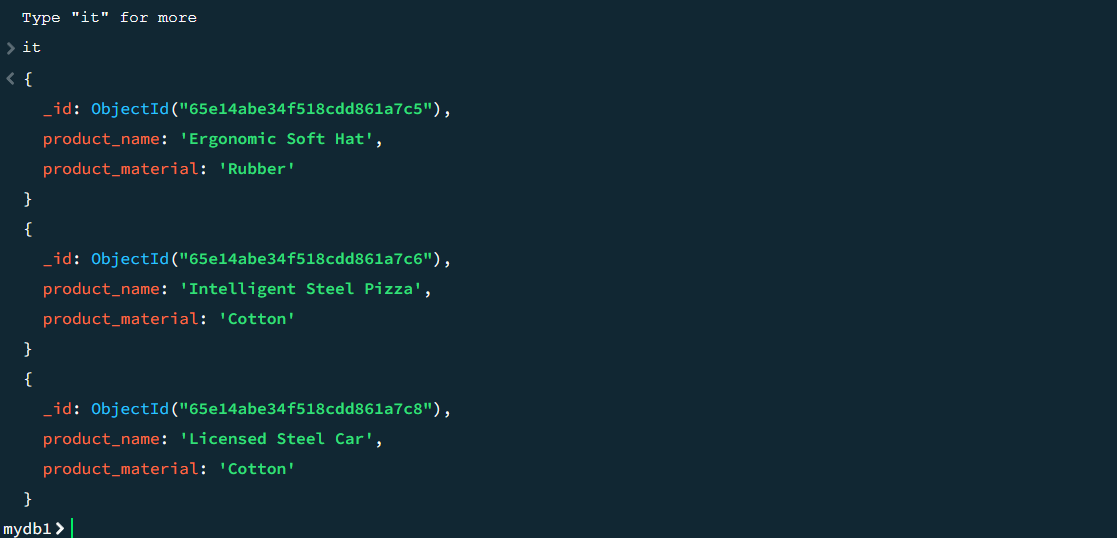 Type "it" for more
> it
< {
_id: ObjectId("65e14abe34f518cdd861a7c5"),
product_name: 'Ergonomic Soft Hat',
product_material: 'Rubber'
}
{
_id: ObjectId("65e14abe34f518cdd861a7c6"),
product_name: 'Intelligent Steel Pizza',
product_material: 'Cotton'
}
{
_id: ObjectId("65e14abe34f518cdd861a7c8"),
product_name: 'Licensed Steel Car',
product_material: 'Cotton'
}
mydb1>